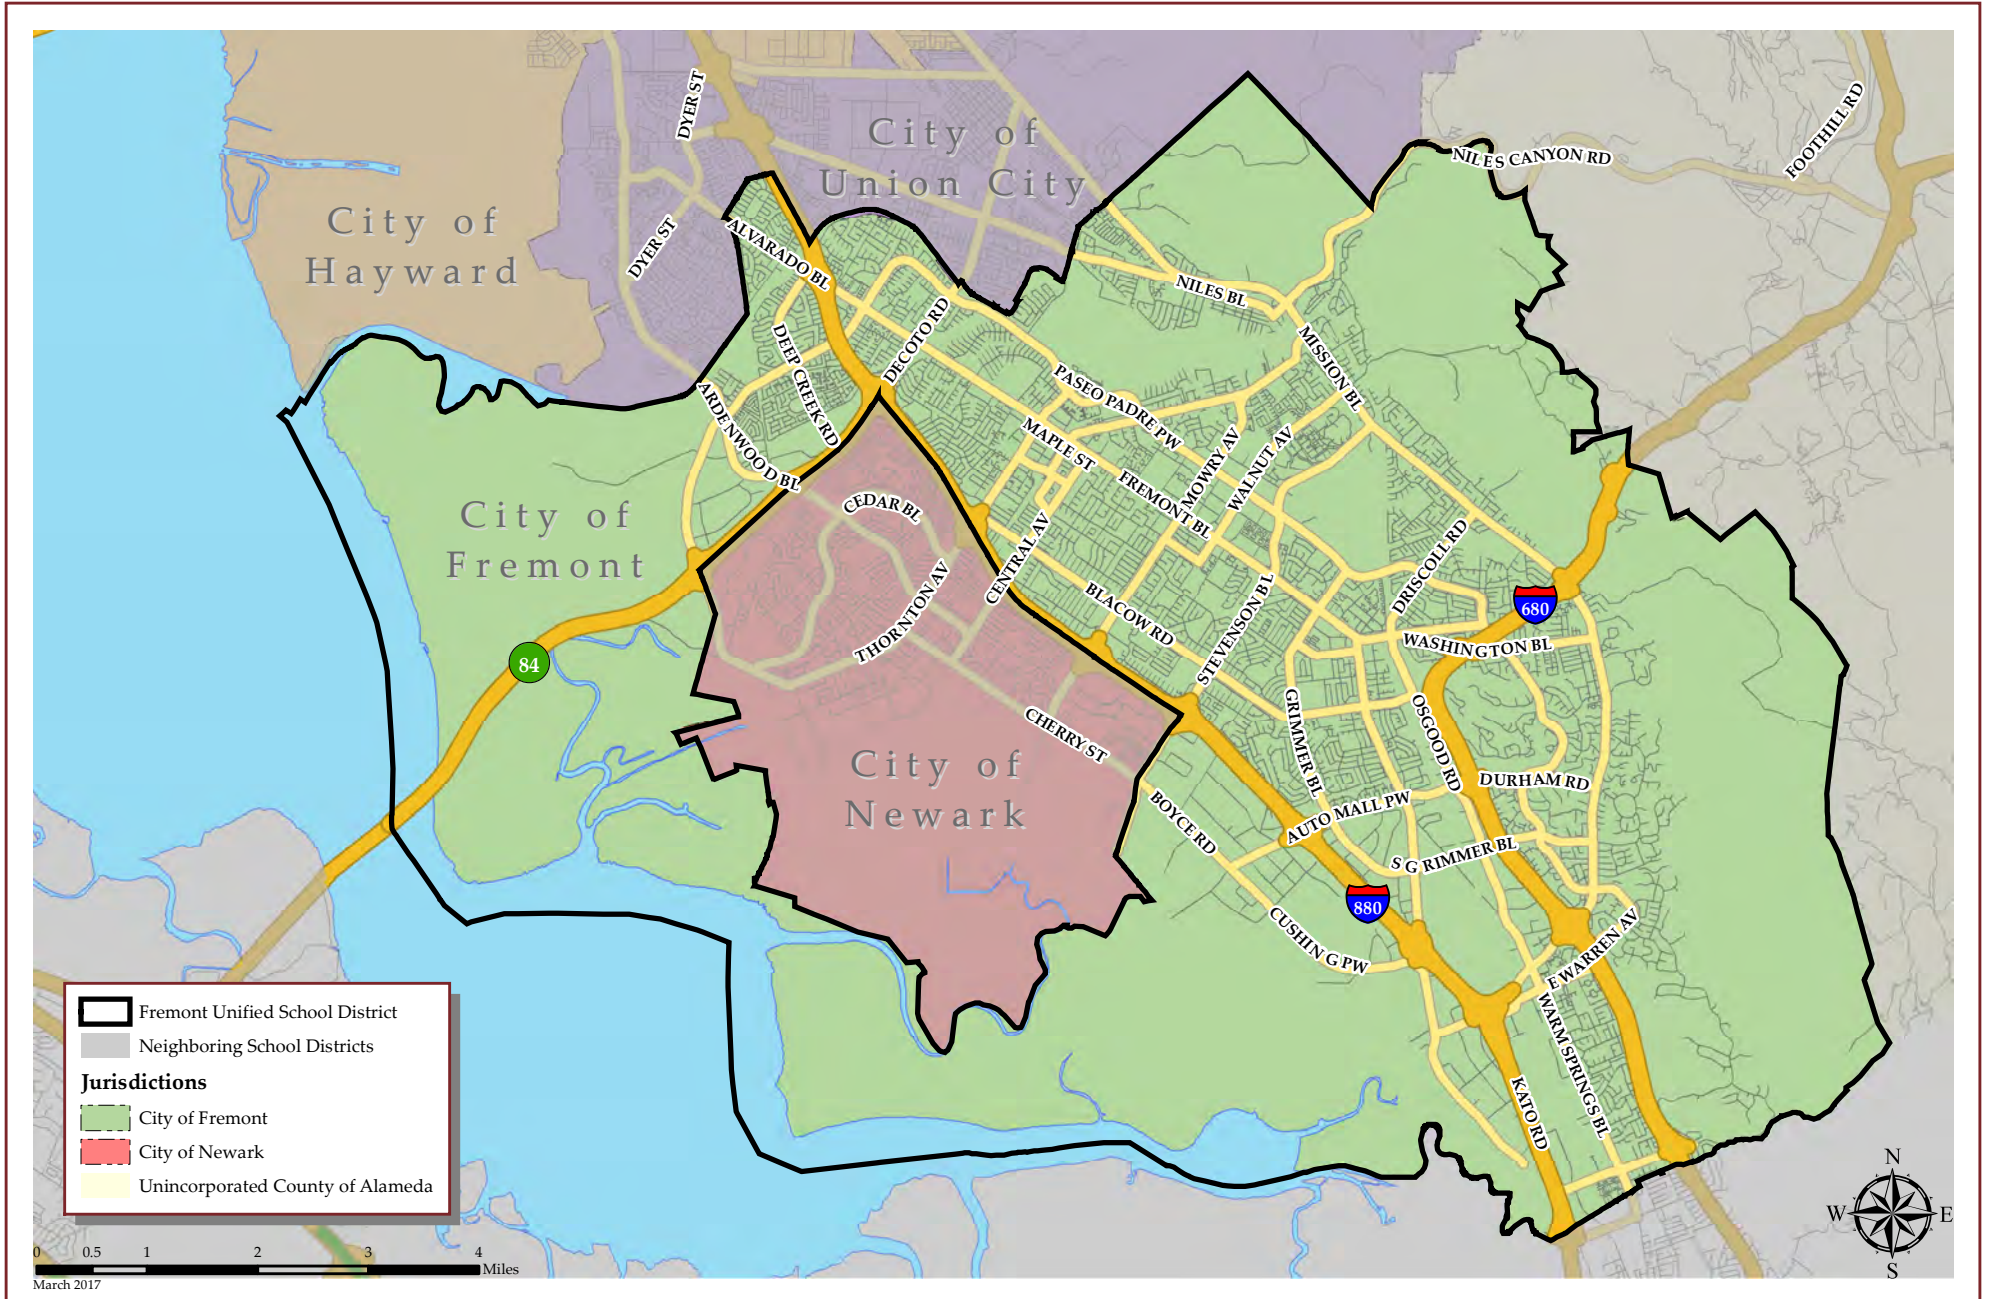 DYER ST
City of
Union City
FOOTHILL RD
NILES CANYON RD
City of
Hayward
DYER ST
ALVARADO BL
NILES BL
DECOTO RD
DEEP CREEK RD
MISSION BL
PASEO PADRE PW
ARDENWOOD BL
MAPLE ST
FREMONT BL
MOWRY AV
WALNUT AV
CEDAR BL
City of
Fremont
CENTRAL AV
DRISCOLL RD
THORNTON AV
BLACOW RD
STEVENSON BL
680
WASHINGTON BL
84
CHERRY ST
GRIMMER BL
OSGOOD RD
City of
Newark
DURHAM RD
BOYCE RD
AUTO MALL PW
S GRIMMER BL
880
CUSHING PW
E WARREN AV
WARM SPRINGS BL
KATO RD
Fremont Unified School District
Neighboring School Districts
Jurisdictions
City of Fremont
City of Newark
Unincorporated County of Alameda
N
W E
S
0 0.5 1 2 3 4
Miles
March 2017